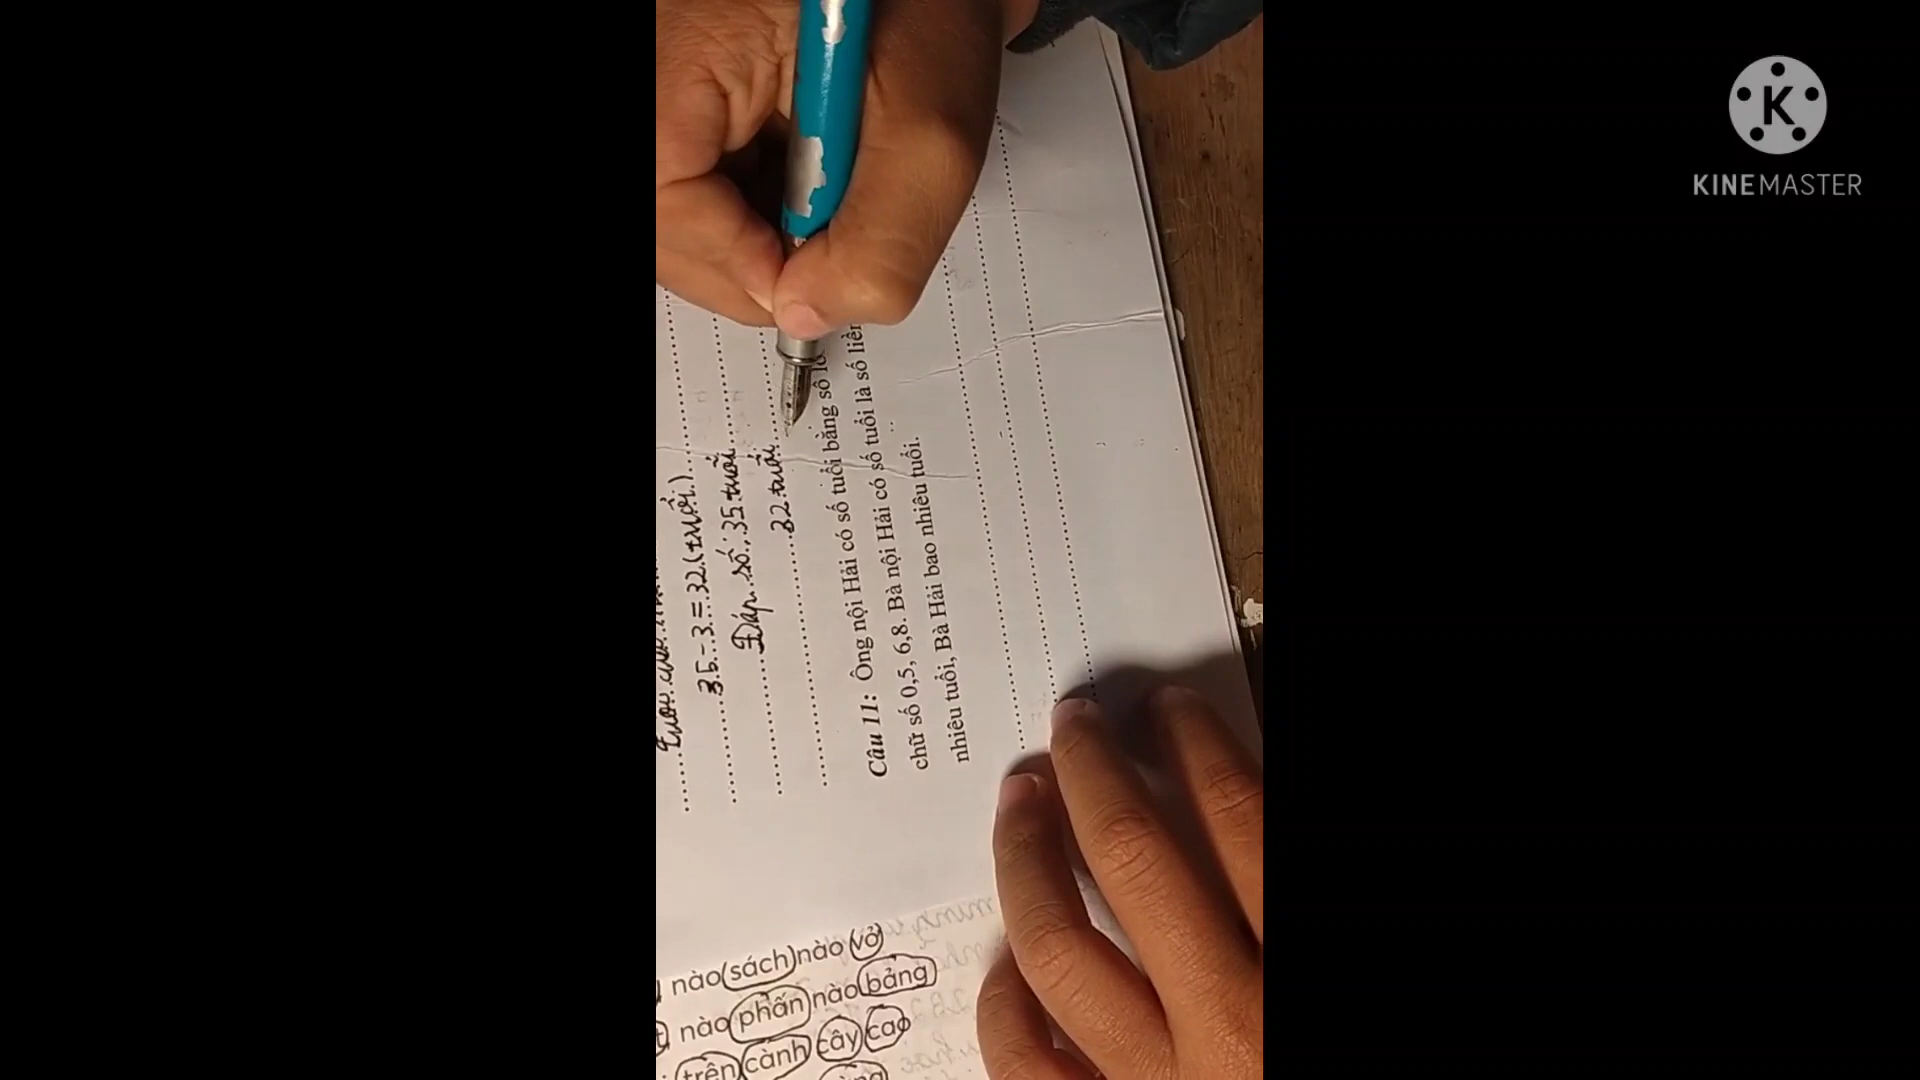 35 - 3 = 32 (tuổi)
Đáp số: 35 tuổi
32 tuổi
Câu 11: Ông nội Hải có số tuổi bằng số
chữ số 0,5, 6,8. Bà nội Hải có số tuổi là số liền
nhiêu tuổi, Bà Hải bao nhiêu tuổi.
nào sách nào vở
nào phấn nào bảng
trên cành cây cao
KINEMASTER